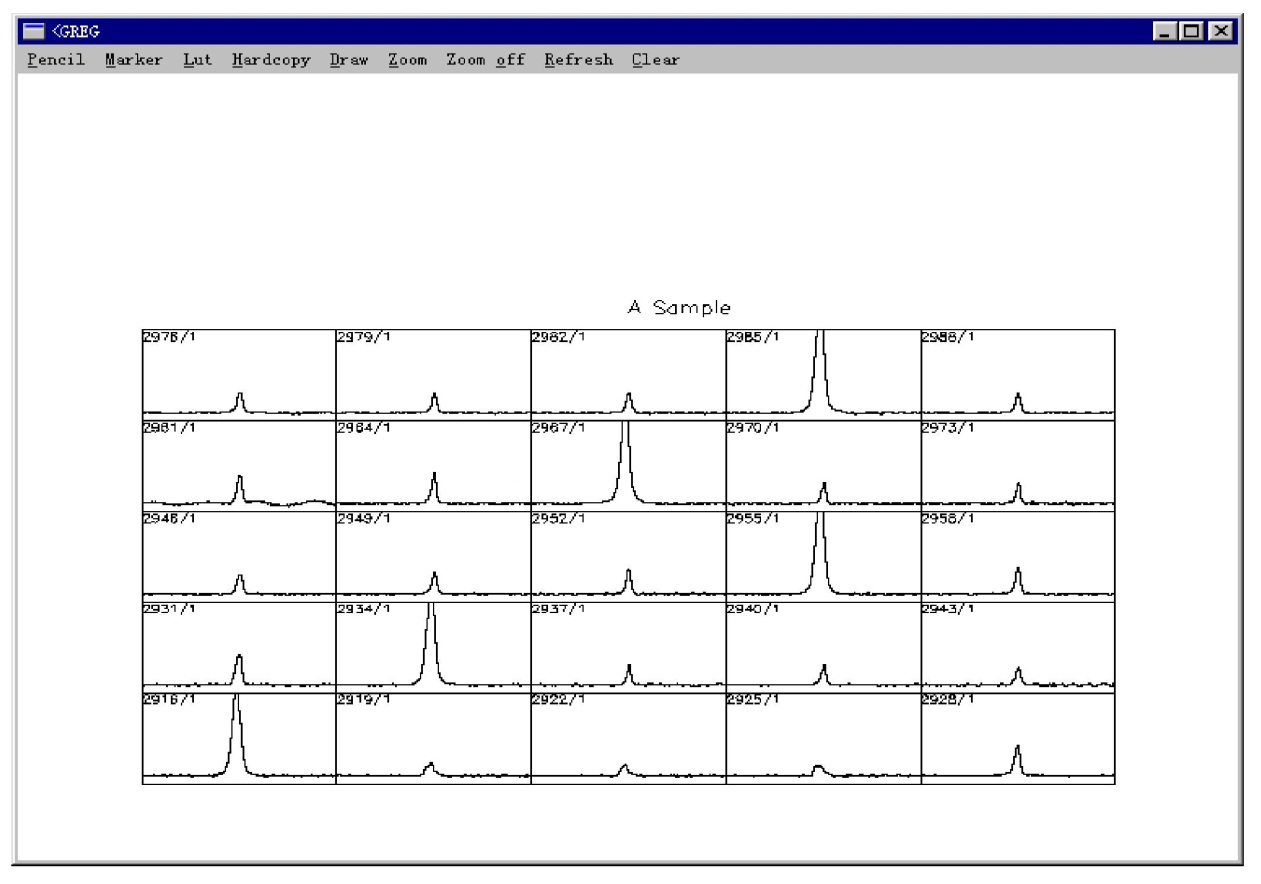 <GREG
Pencil Marker Lut Hardcopy Draw Zoom Zoom off Refresh Clear
A Sample
2976/1 2979/1 2982/1 2985/1 2988/1
2961/1 2964/1 2967/1 2970/1 2973/1
2946/1 2949/1 2952/1 2955/1 2958/1
2931/1 2934/1 2937/1 2940/1 2943/1
2916/1 2919/1 2922/1 2925/1 2928/1